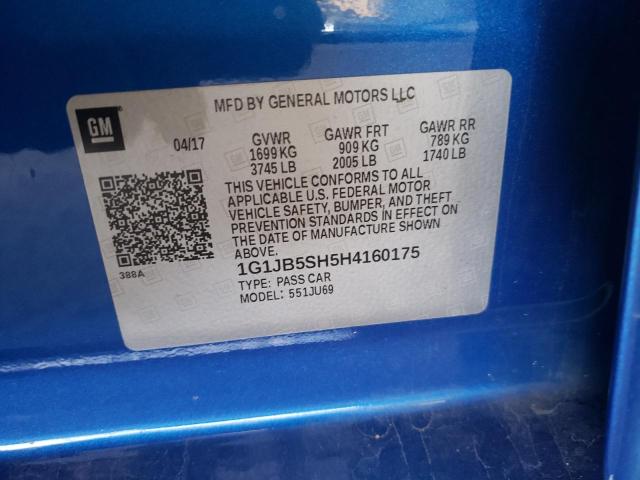 MFD BY GENERAL MOTORS LLC
GM
04/17 GVWR GAWR FRT GAWR RR
1699 KG 909 KG 789 KG
3745 LB 2005 LB 1740 LB
THIS VEHICLE CONFORMS TO ALL
APPLICABLE U.S. FEDERAL MOTOR
VEHICLE SAFETY, BUMPER, AND THEFT
PREVENTION STANDARDS IN EFFECT ON
THE DATE OF MANUFACTURE SHOWN
ABOVE.
388A
1G1JB5SH5H4160175
TYPE: PASS CAR
MODEL: 551JU69